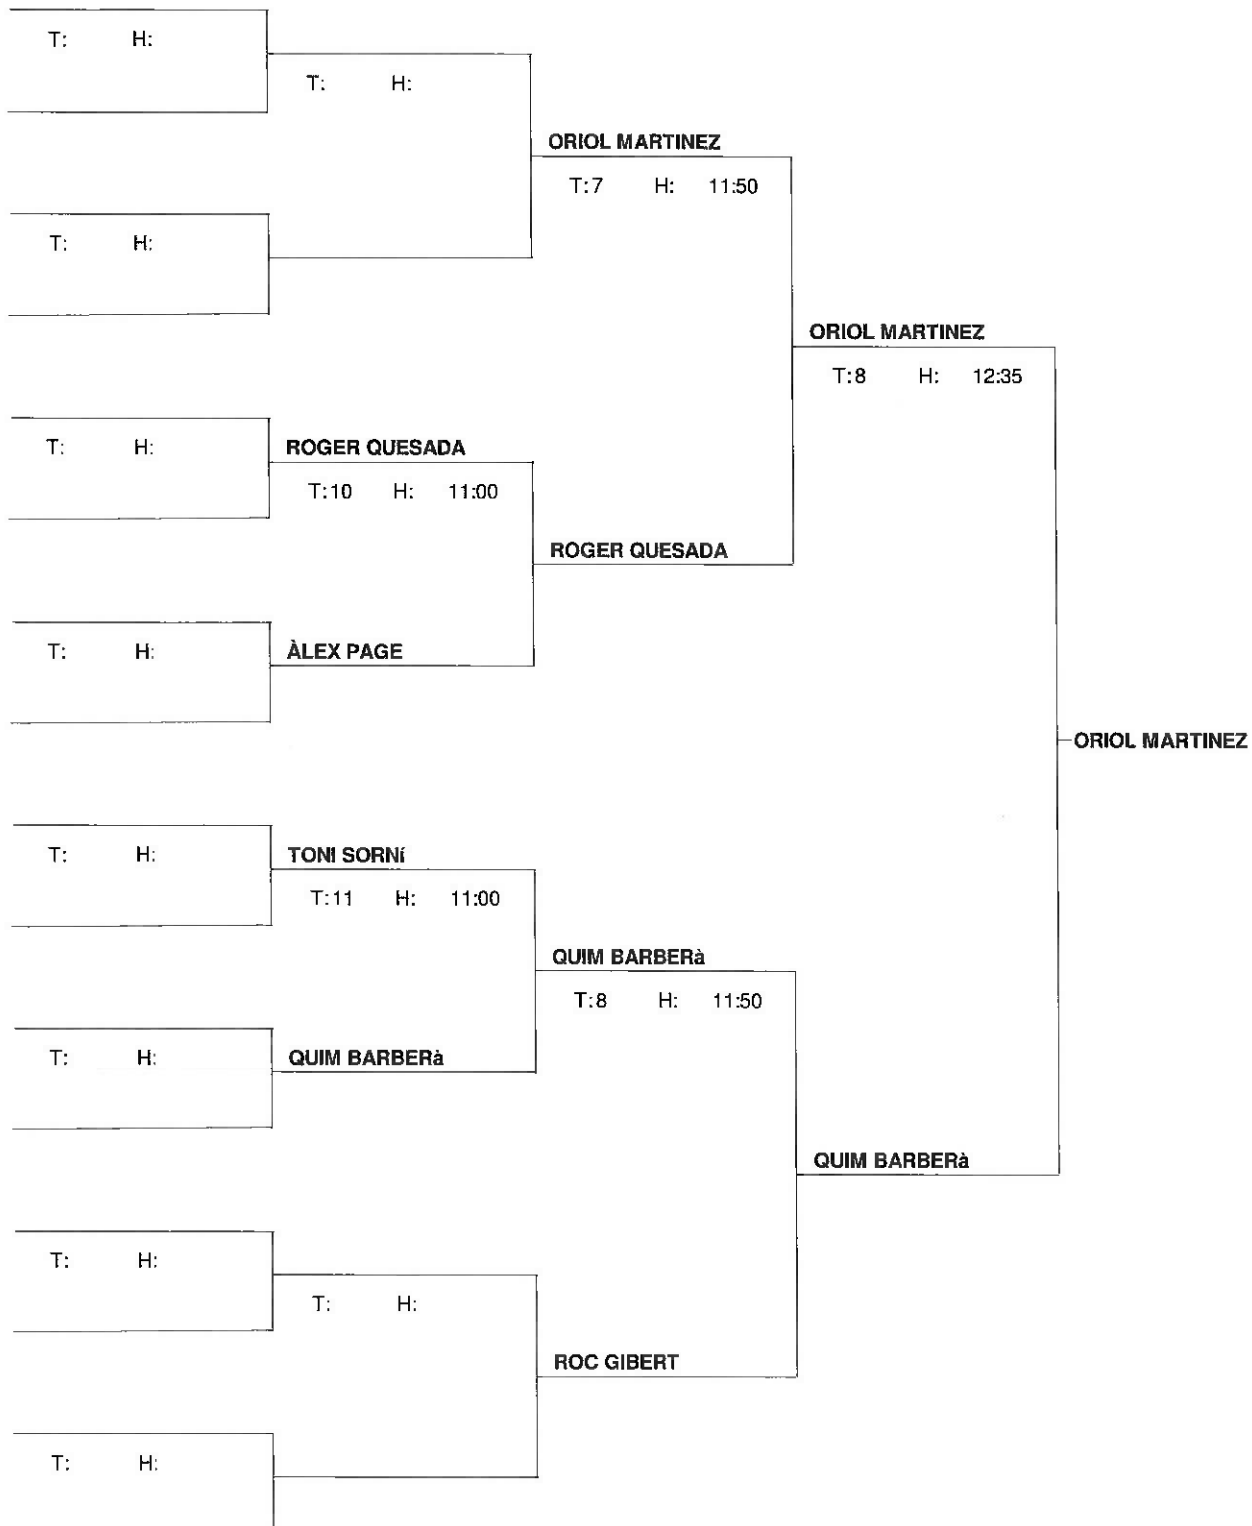 T: H:
T: H:
ORIOL MARTINEZ
T:7 H: 11:50
T: H:
ORIOL MARTINEZ
T:8 H: 12:35
T: H:
ROGER QUESADA
T:10 H: 11:00
ROGER QUESADA
T: H:
ÀLEX PAGE
ORIOL MARTINEZ
T: H:
TONI SORNí
T:11 H: 11:00
QUIM BARBERà
T:8 H: 11:50
T: H:
QUIM BARBERà
QUIM BARBERà
T: H:
T: H:
ROC GIBERT
T: H: